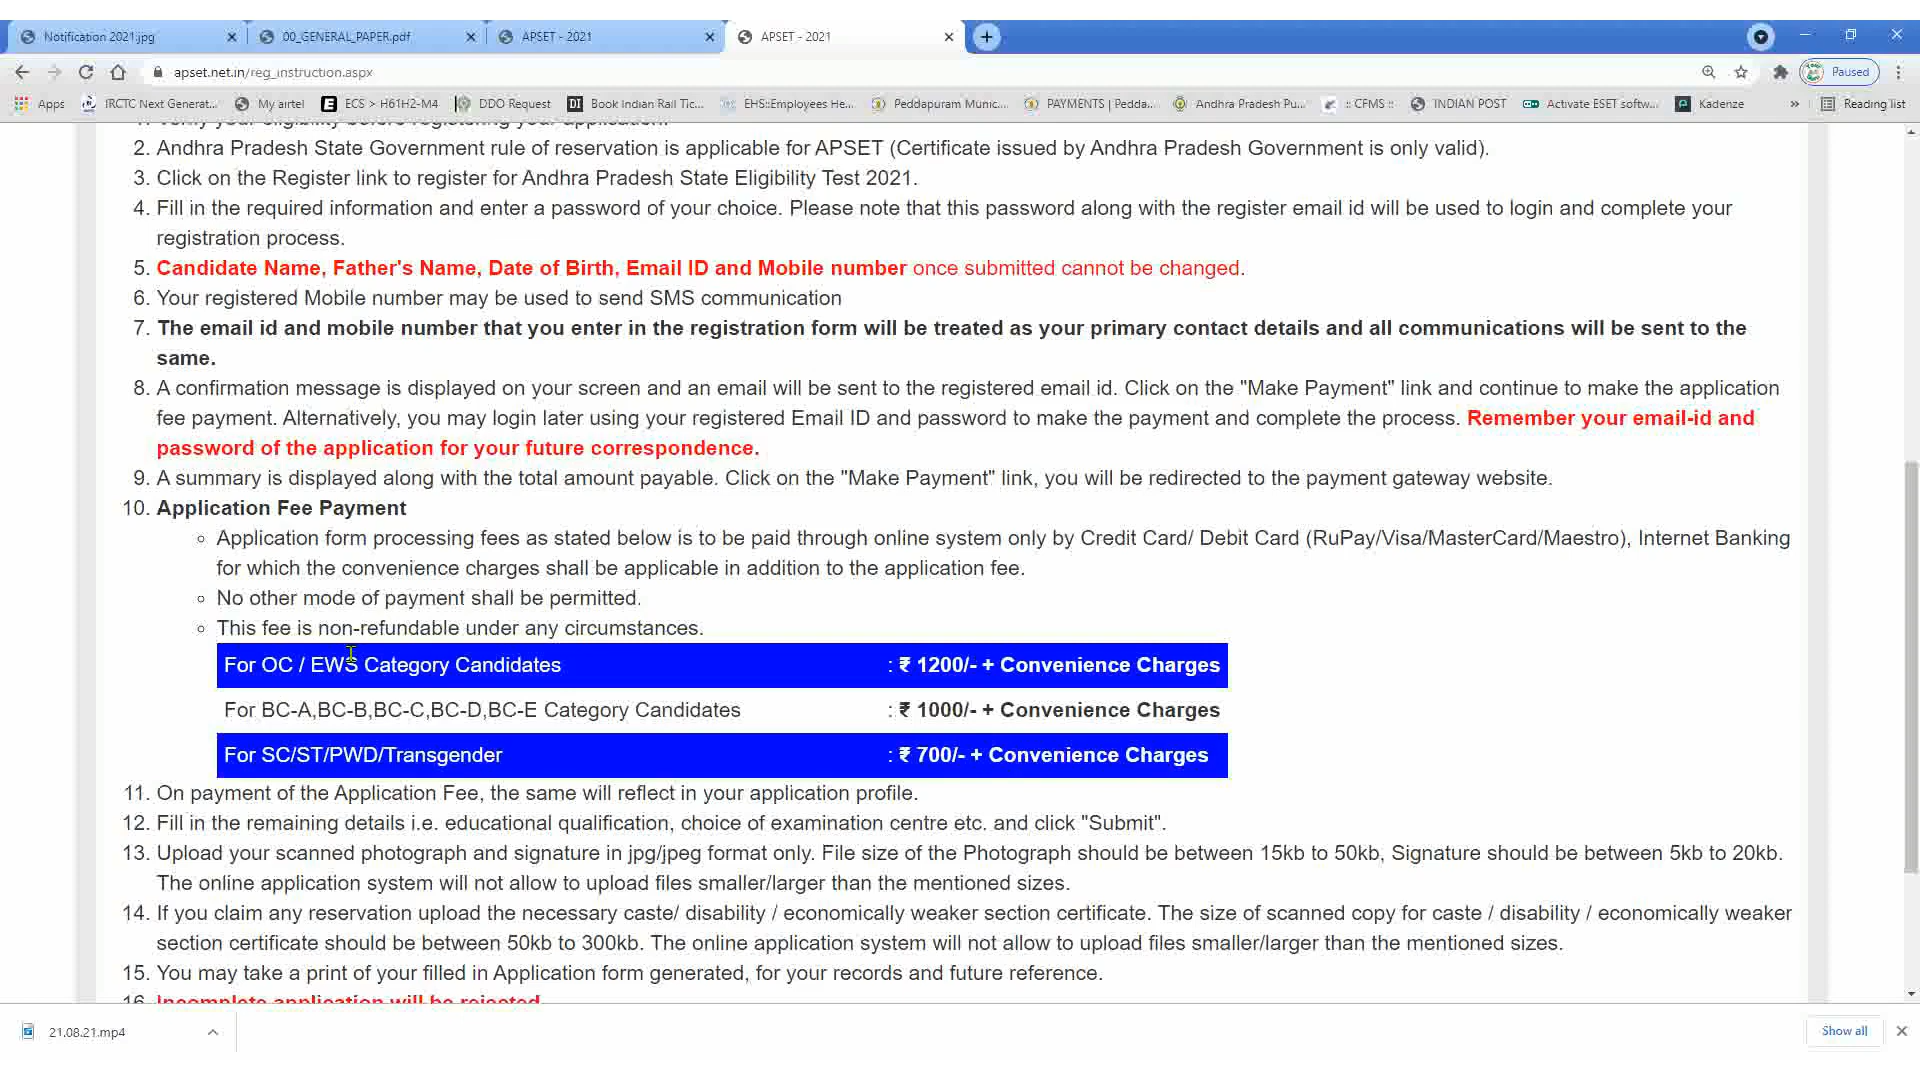 Notification 2021.jpg
00_GENERAL_PAPER.pdf
APSET - 2021
APSET - 2021
apset.net.in/reg_instruction.aspx
Paused
Apps
IRCTC Next Generat...
My airtel
ECS > H61H2-M4
DDO Request
Book Indian Rail Tic...
EHS::Employees He...
Peddapuram Munic...
PAYMENTS | Pedda...
Andhra Pradesh Pu...
:: CFMS ::
INDIAN POST
Activate ESET softw...
Kadenze
»
Reading list
1. Verify your eligibility before registering your application.
2. Andhra Pradesh State Government rule of reservation is applicable for APSET (Certificate issued by Andhra Pradesh Government is only valid).
3. Click on the Register link to register for Andhra Pradesh State Eligibility Test 2021.
4. Fill in the required information and enter a password of your choice. Please note that this password along with the register email id will be used to login and complete your
registration process.
5. Candidate Name, Father's Name, Date of Birth, Email ID and Mobile number once submitted cannot be changed.
6. Your registered Mobile number may be used to send SMS communication
7. The email id and mobile number that you enter in the registration form will be treated as your primary contact details and all communications will be sent to the
same.
8. A confirmation message is displayed on your screen and an email will be sent to the registered email id. Click on the "Make Payment" link and continue to make the application
fee payment. Alternatively, you may login later using your registered Email ID and password to make the payment and complete the process. Remember your email-id and
password of the application for your future correspondence.
9. A summary is displayed along with the total amount payable. Click on the "Make Payment" link, you will be redirected to the payment gateway website.
10. Application Fee Payment
Application form processing fees as stated below is to be paid through online system only by Credit Card/ Debit Card (RuPay/Visa/MasterCard/Maestro), Internet Banking
for which the convenience charges shall be applicable in addition to the application fee.
No other mode of payment shall be permitted.
This fee is non-refundable under any circumstances.
For OC / EWS Category Candidates : ₹ 1200/- + Convenience Charges
For BC-A,BC-B,BC-C,BC-D,BC-E Category Candidates : ₹ 1000/- + Convenience Charges
For SC/ST/PWD/Transgender : ₹ 700/- + Convenience Charges
11. On payment of the Application Fee, the same will reflect in your application profile.
12. Fill in the remaining details i.e. educational qualification, choice of examination centre etc. and click "Submit".
13. Upload your scanned photograph and signature in jpg/jpeg format only. File size of the Photograph should be between 15kb to 50kb, Signature should be between 5kb to 20kb.
The online application system will not allow to upload files smaller/larger than the mentioned sizes.
14. If you claim any reservation upload the necessary caste/ disability / economically weaker section certificate. The size of scanned copy for caste / disability / economically weaker
section certificate should be between 50kb to 300kb. The online application system will not allow to upload files smaller/larger than the mentioned sizes.
15. You may take a print of your filled in Application form generated, for your records and future reference.
16. Incomplete application will be rejected
21.08.21.mp4
Show all